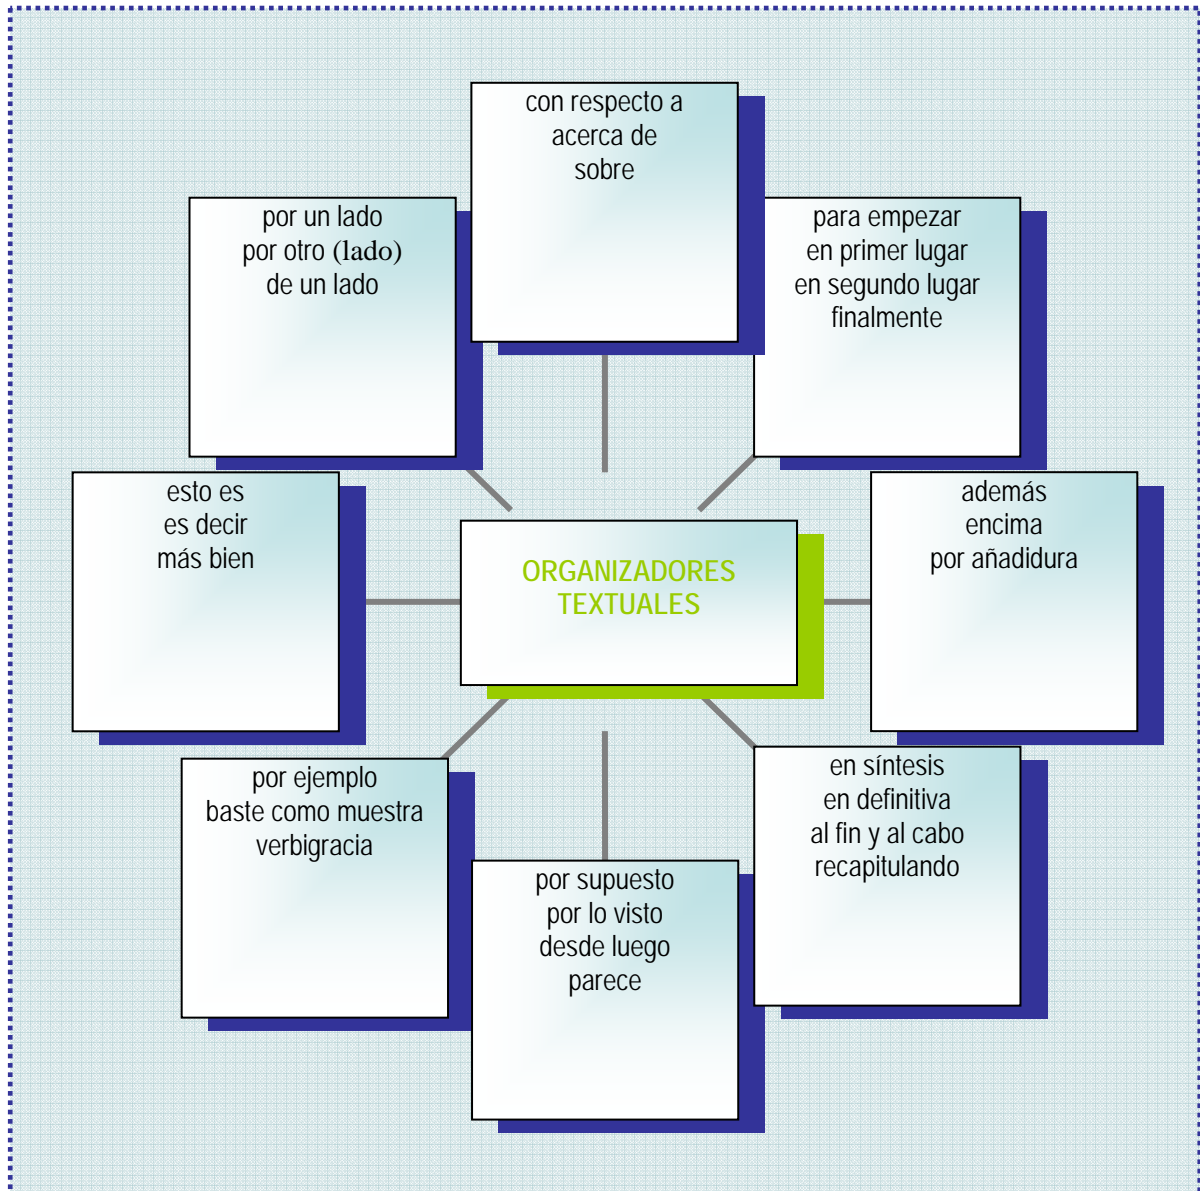 con respecto a
acerca de
sobre
por un lado
por otro (lado)
de un lado
para empezar
en primer lugar
en segundo lugar
finalmente
esto es
es decir
más bien
ORGANIZADORES
TEXTUALES
además
encima
por añadidura
por ejemplo
baste como muestra
verbigracia
por supuesto
por lo visto
desde luego
parece
en síntesis
en definitiva
al fin y al cabo
recapitulando